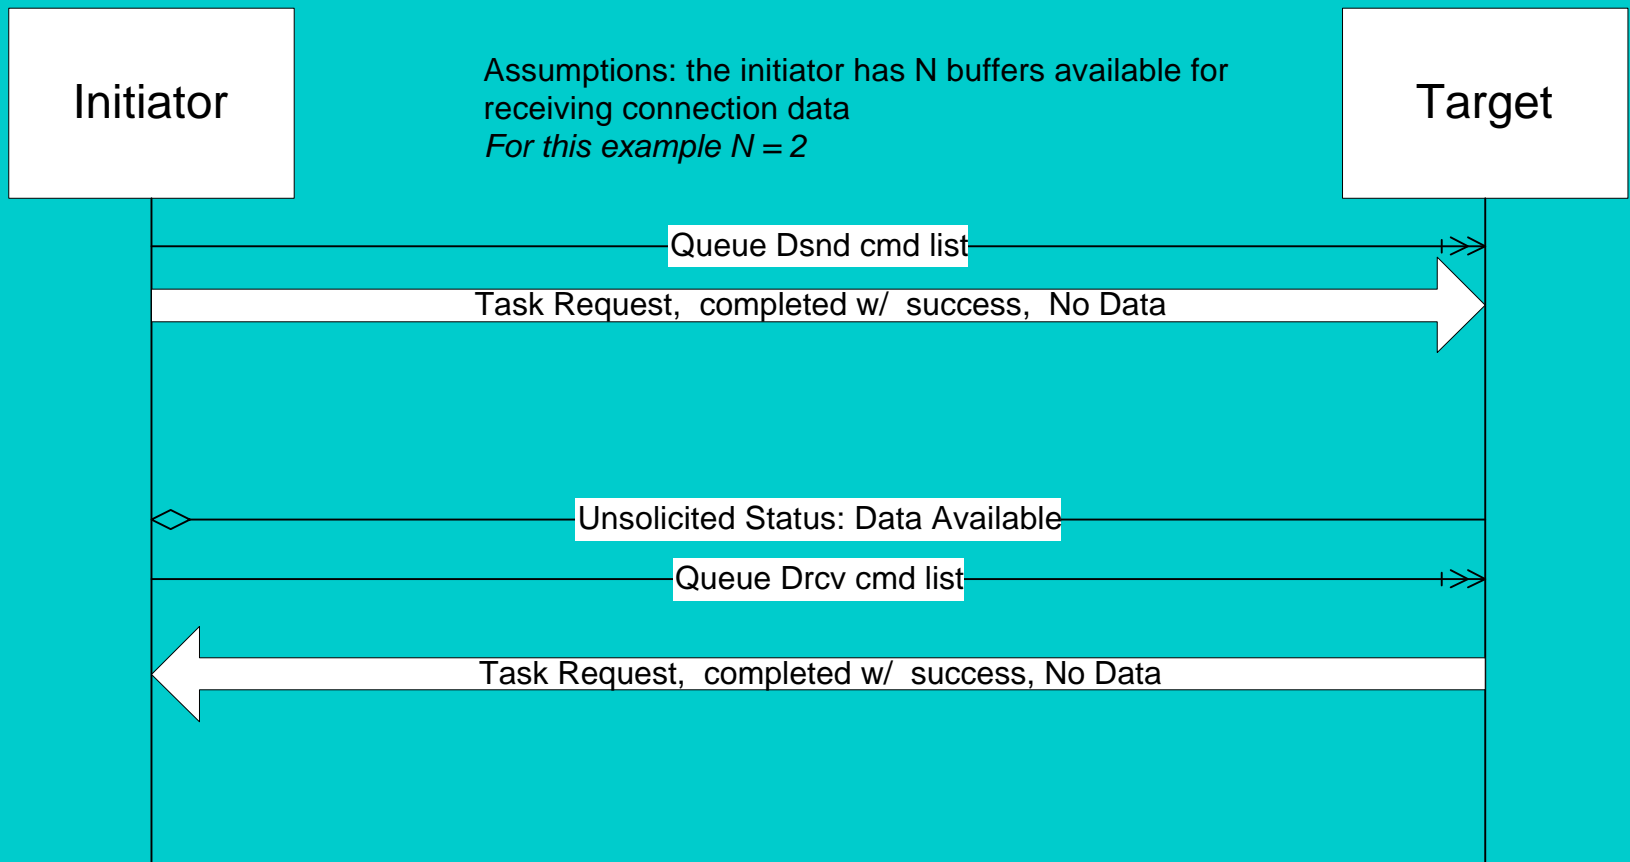 Initiator
Assumptions: the initiator has N buffers available for
receiving connection data
For this example N = 2
Target
Queue Dsnd cmd list
Task Request, completed w/ success, No Data
Unsolicited Status: Data Available
Queue Drcv cmd list
Task Request, completed w/ success, No Data